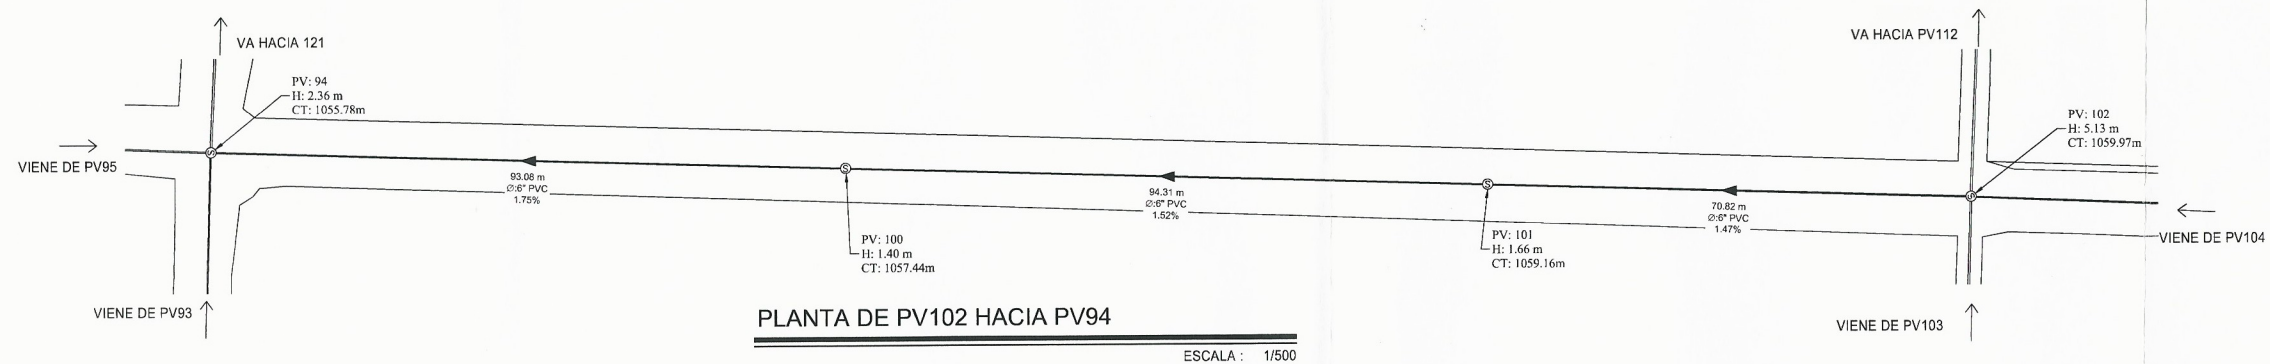 VA HACIA 121
PV: 94
H: 2.36 m
CT: 1055.78m
VIENE DE PV95
93.08 m
Ø:6" PVC
1.75%
VIENE DE PV93
PV: 100
H: 1.40 m
CT: 1057.44m
94.31 m
Ø:6" PVC
1.52%
PV: 101
H: 1.66 m
CT: 1059.16m
70.82 m
Ø:6" PVC
1.47%
VA HACIA PV112
PV: 102
H: 5.13 m
CT: 1059.97m
VIENE DE PV104
VIENE DE PV103
PLANTA DE PV102 HACIA PV94
ESCALA : 1/500